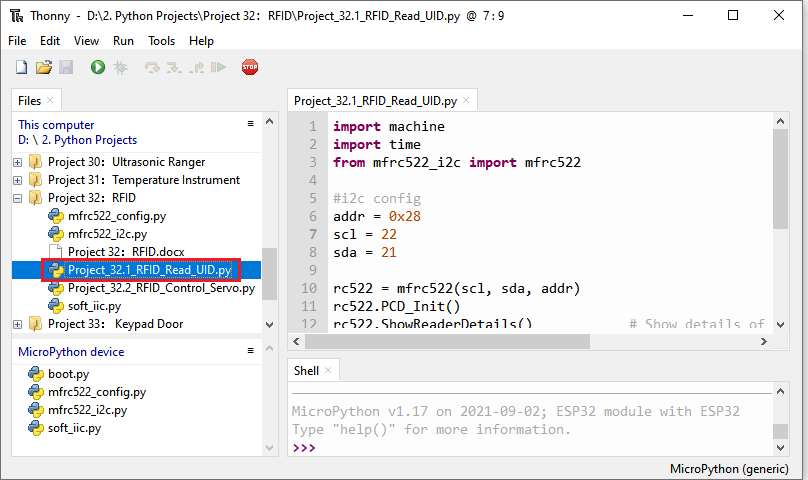 Thonny - D:\2. Python Projects\Project 32：RFID\Project_32.1_RFID_Read_UID.py @ 7 : 9
File Edit View Run Tools Help
STOP
Files
This computer
D: \ 2. Python Projects
Project 30：Ultrasonic Ranger
Project 31：Temperature Instrument
Project 32：RFID
mfrc522_config.py
mfrc522_i2c.py
Project 32：RFID.docx
Project_32.1_RFID_Read_UID.py
Project_32.2_RFID_Control_Servo.py
soft_iic.py
Project 33：Keypad Door
MicroPython device
boot.py
mfrc522_config.py
mfrc522_i2c.py
soft_iic.py
Project_32.1_RFID_Read_UID.py
1 import machine
2 import time
3 from mfrc522_i2c import mfrc522
4
5 #i2c config
6 addr = 0x28
7 scl = 22
8 sda = 21
9
10 rc522 = mfrc522(scl, sda, addr)
11 rc522.PCD_Init()
12 rc522.ShowReaderDetails() # Show details of
Shell
MicroPython v1.17 on 2021-09-02; ESP32 module with ESP32
Type "help()" for more information.
>>>
MicroPython (generic)